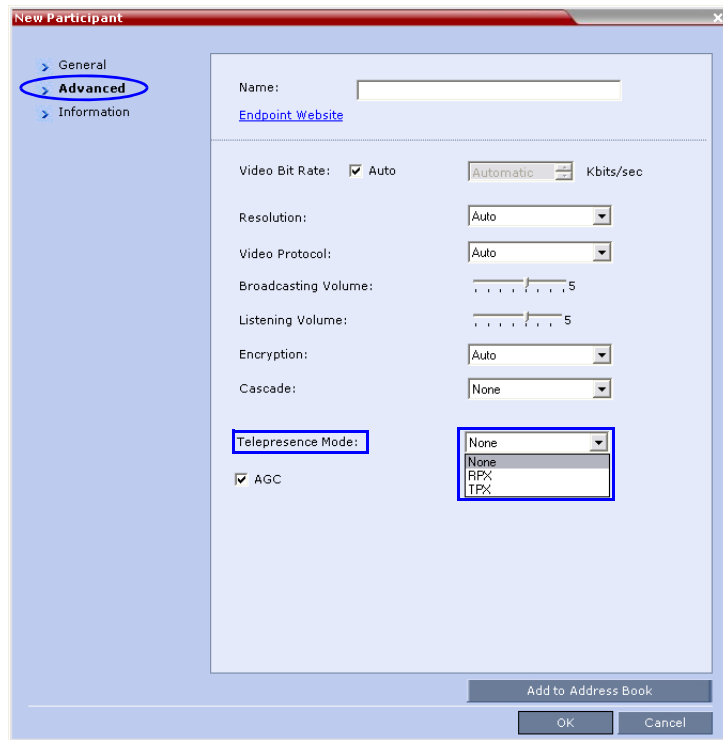 New Participant
General
Advanced
Information
Name:
Endpoint Website
Video Bit Rate: Auto Automatic Kbits/sec
Resolution: Auto
Video Protocol: Auto
Broadcasting Volume: 5
Listening Volume: 5
Encryption: Auto
Cascade: None
Telepresence Mode: None
None
RPX
TPX
AGC
Add to Address Book
OK Cancel